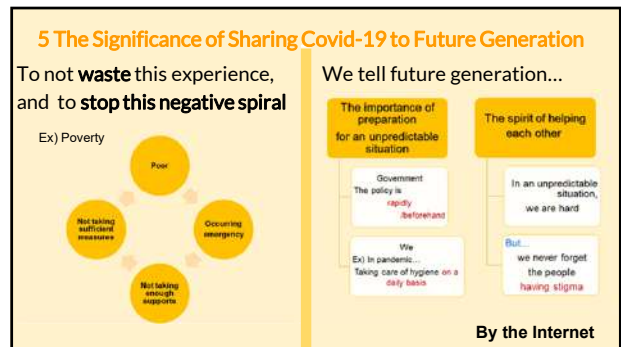 5 The Significance of Sharing Covid-19 to Future Generation
To not waste this experience,
and to stop this negative spiral
Ex) Poverty
Poor
Occurring
emergency
Not taking
enough
supports
Not taking
sufficient
measures
We tell future generation...
The importance of
preparation
for an unpredictable
situation
Government
The policy is
rapidly
/beforehand
We
Ex) In pandemic...
Taking care of hygiene on a
daily basis
The spirit of helping
each other
In an unpredictable
situation,
we are hard
But...
we never forget
the people
having stigma
By the Internet